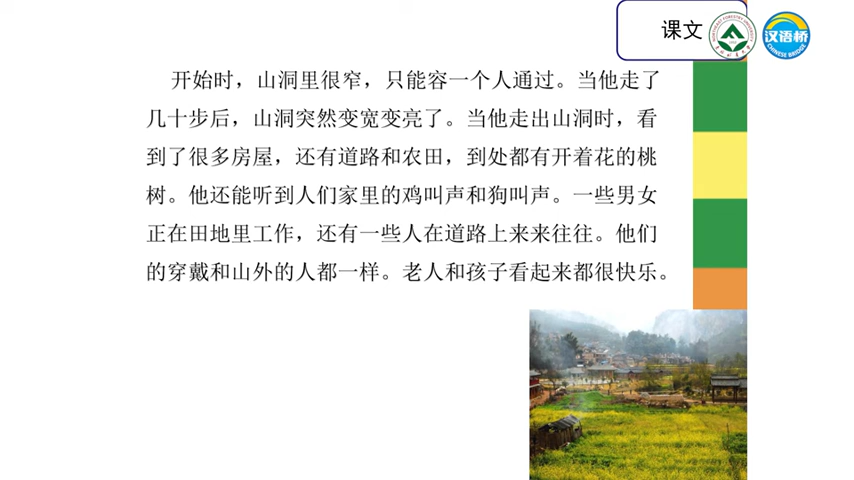 课文
汉语桥
CHINESE BRIDGE
开始时，山洞里很窄，只能容一个人通过。当他走了
几十步后，山洞突然变宽变亮了。当他走出山洞时，看
到了很多房屋，还有道路和农田，到处都有开着花的桃
树。他还能听到人们家里的鸡叫声和狗叫声。一些男女
正在田地里工作，还有一些人在道路上来来往往。他们
的穿戴和山外的人都一样。老人和孩子看起来都很快乐。